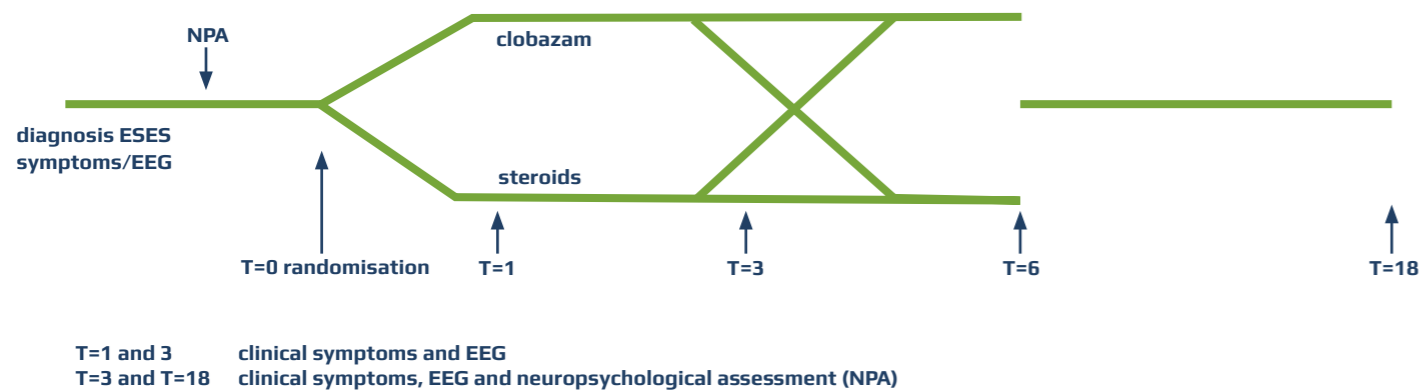 NPA
clobazam
diagnosis ESES
symptoms/EEG
steroids
T=0 randomisation
T=1
T=3
T=6
T=18
T=1 and 3 clinical symptoms and EEG
T=3 and T=18 clinical symptoms, EEG and neuropsychological assessment (NPA)